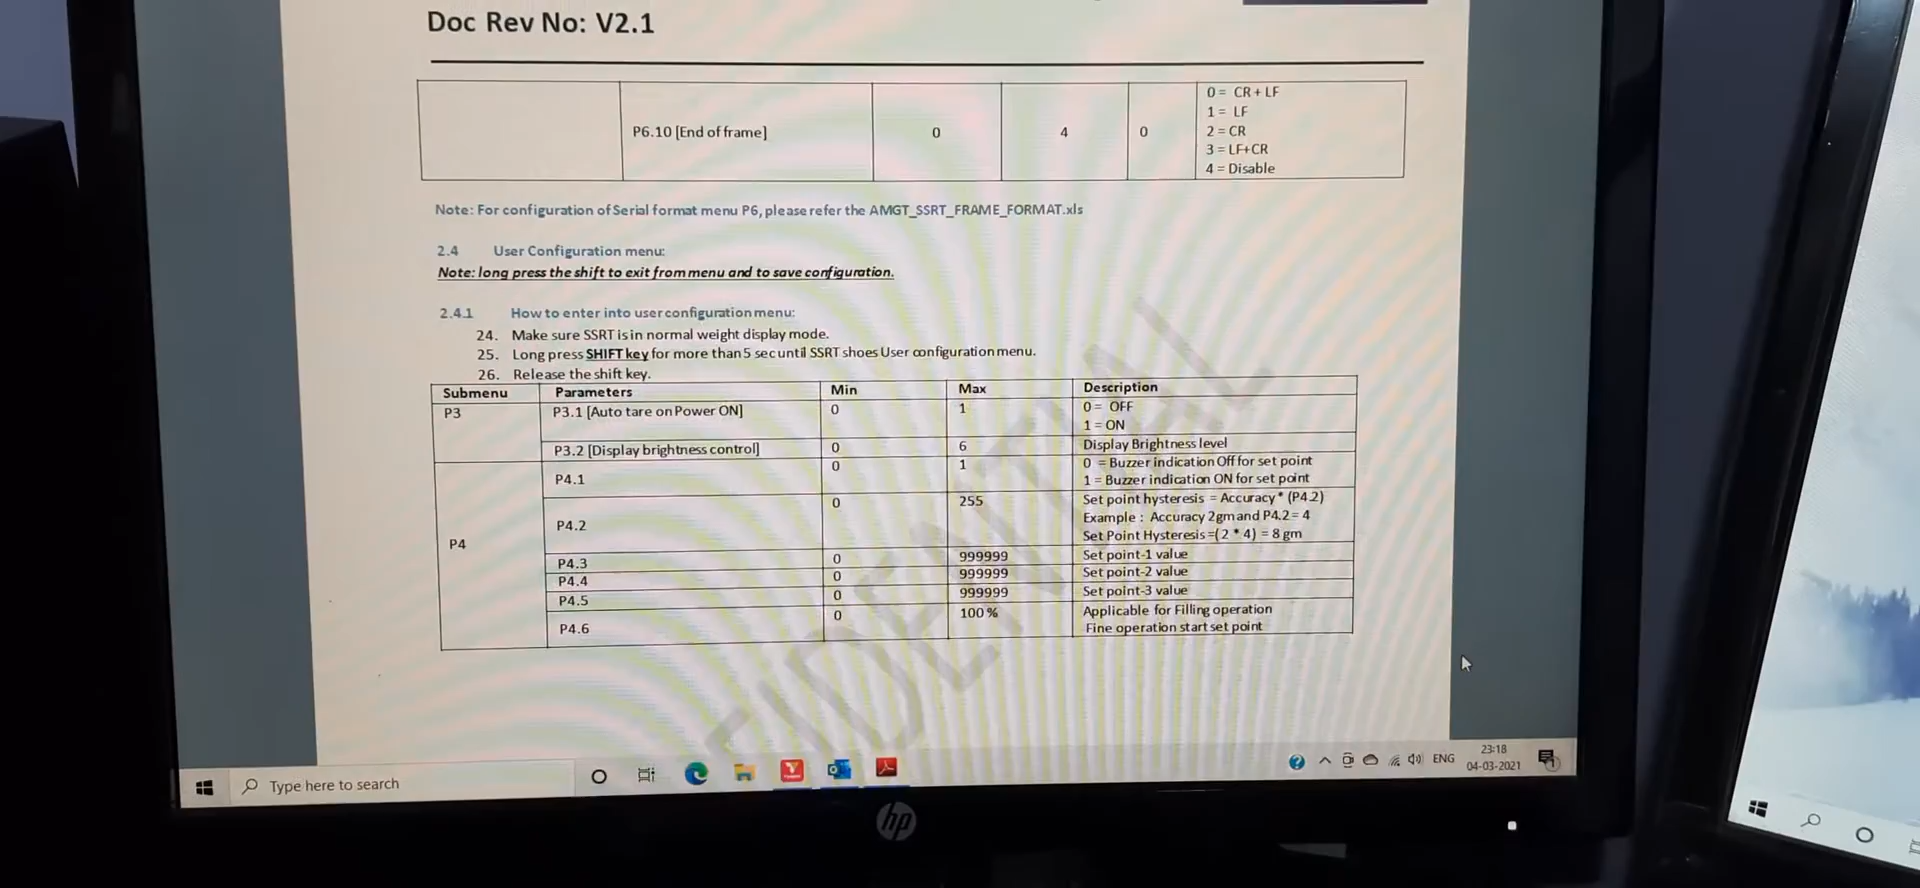 Doc Rev No: V2.1
P6.10 [End of frame] 0 4 0
0 = CR + LF
1 = LF
2 = CR
3 = LF+CR
4 = Disable
Note: For configuration of Serial format menu P6, please refer the AMGT_SSRT_FRAME_FORMAT.xls
2.4 User Configuration menu:
Note: long press the shift to exit from menu and to save configuration.
2.4.1 How to enter into user configuration menu:
24. Make sure SSRT is in normal weight display mode.
25. Long press SHIFT key for more than 5 sec until SSRT shoes User configuration menu.
26. Release the shift key.
Submenu Parameters Min Max Description
P3 P3.1 [Auto tare on Power ON] 0 1 0 = OFF
1 = ON
P3.2 [Display brightness control] 0 6 Display Brightness level
P4
P4.1 0 1 0 = Buzzer indication Off for set point
1 = Buzzer indication ON for set point
P4.2 0 255 Set point hysteresis = Accuracy* (P4.2)
Example : Accuracy 2gm and P4.2 = 4
Set Point Hysteresis =(2 * 4) = 8 gm
P4.3 0 999999 Set point-1 value
P4.4 0 999999 Set point-2 value
P4.5 0 999999 Set point-3 value
P4.6 0 100 % Applicable for Filling operation
Fine operation start set point
FIDENTIAL
Type here to search
ENG
23:18
04-03-2021
hp